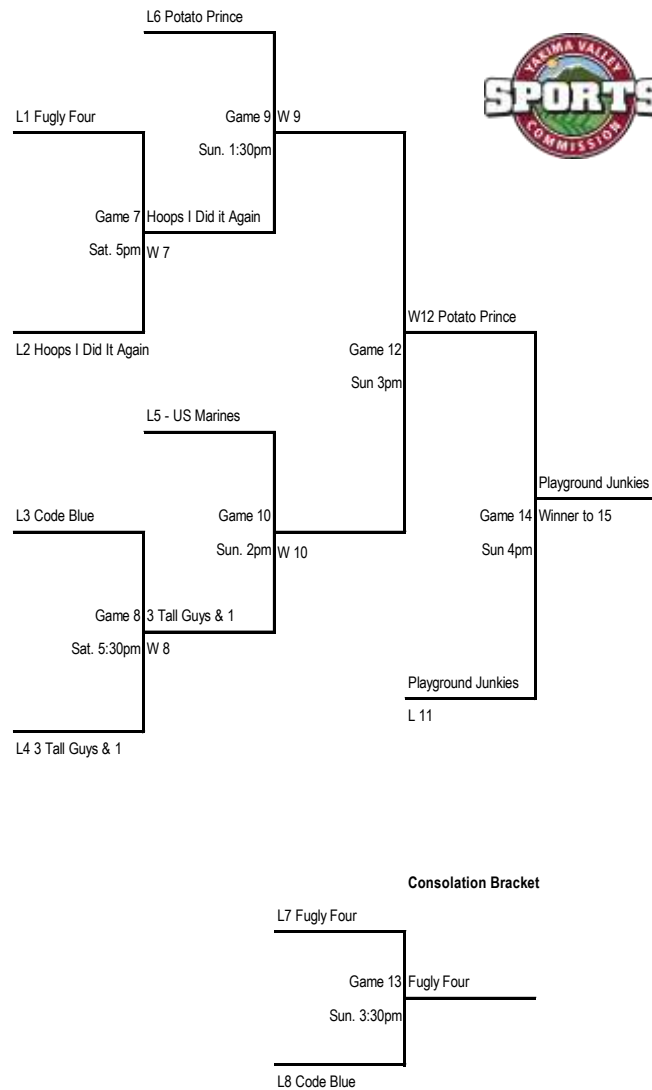 L6 Potato Prince
YAKIMA VALLEY
SPORTS
COMMISSION
L1 Fugly Four
Game 9 W 9
Sun. 1:30pm
Game 7 Hoops I Did it Again
Sat. 5pm W 7
W12 Potato Prince
L2 Hoops I Did It Again
Game 12
Sun 3pm
L5 - US Marines
Playground Junkies
L3 Code Blue
Game 10
Game 14 Winner to 15
Sun. 2pm W 10
Sun 4pm
Game 8 3 Tall Guys & 1
Sat. 5:30pm W 8
Playground Junkies
L 11
L4 3 Tall Guys & 1
Consolation Bracket
L7 Fugly Four
Game 13 Fugly Four
Sun. 3:30pm
L8 Code Blue